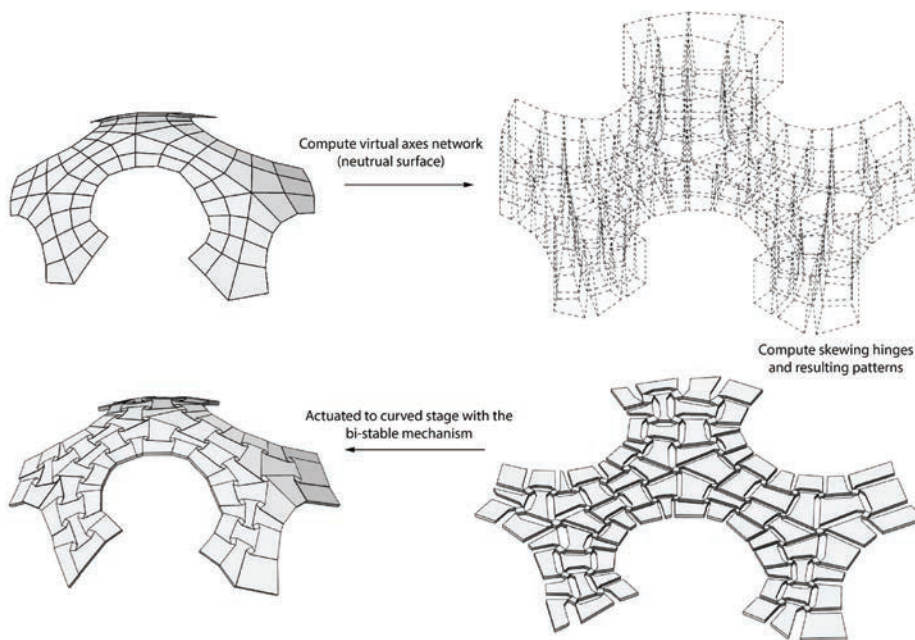 Compute virtual axes network
(neutrual surface)
Compute skewing hinges
and resulting patterns
Actuated to curved stage with the
bi-stable mechanism